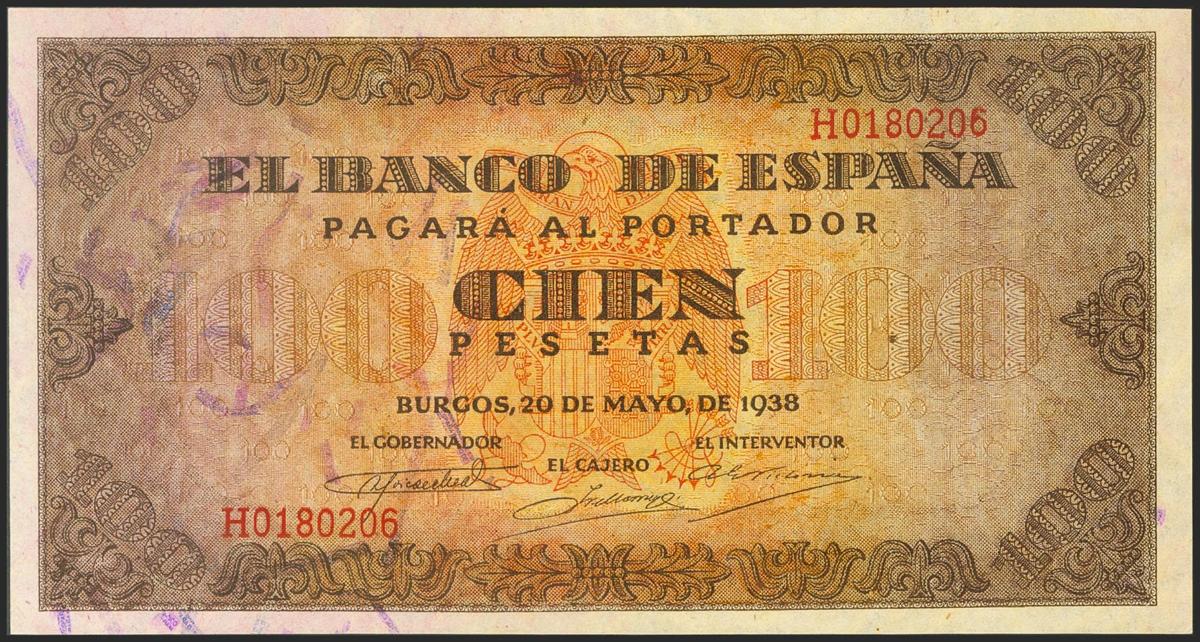 H0180206
EL BANCO DE ESPAÑA
PAGARÁ AL PORTADOR
100 CIEN 100
PESETAS
BURGOS, 20 DE MAYO, DE 1938
EL GOBERNADOR EL INTERVENTOR
EL CAJERO
H0180206